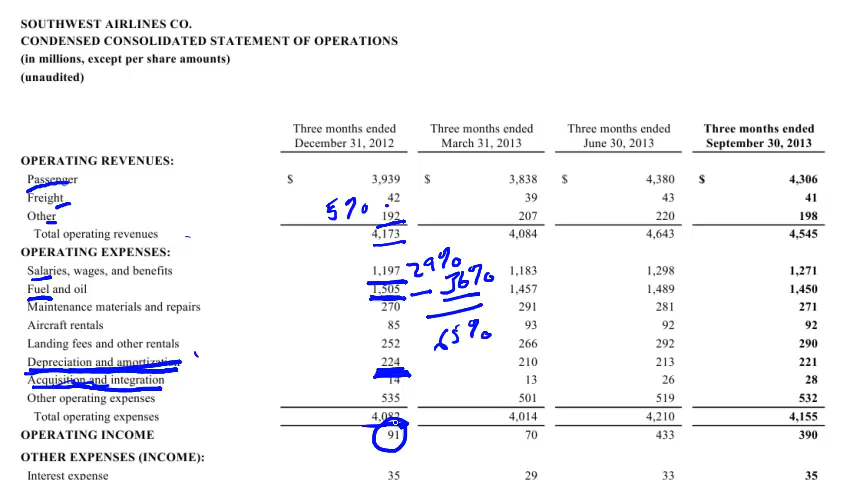 SOUTHWEST AIRLINES CO.
CONDENSED CONSOLIDATED STATEMENT OF OPERATIONS
(in millions, except per share amounts)
(unaudited)
Three months ended Three months ended Three months ended Three months ended
December 31, 2012 March 31, 2013 June 30, 2013 September 30, 2013
OPERATING REVENUES:
Passenger $ 3,939 $ 3,838 $ 4,380 $ 4,306
Freight 42 39 43 41
Other 5% 192 207 220 198
Total operating revenues 4,173 4,084 4,643 4,545
OPERATING EXPENSES:
Salaries, wages, and benefits 1,197 29% 1,183 1,298 1,271
Fuel and oil 1,505 36% 1,457 1,489 1,450
Maintenance materials and repairs 270 291 281 271
Aircraft rentals 85 65% 93 92 92
Landing fees and other rentals 252 266 292 290
Depreciation and amortization 224 210 213 221
Acquisition and integration 14 13 26 28
Other operating expenses 535 501 519 532
Total operating expenses 4,082 4,014 4,210 4,155
OPERATING INCOME 91 70 433 390
OTHER EXPENSES (INCOME):
Interest expense 35 29 33 35